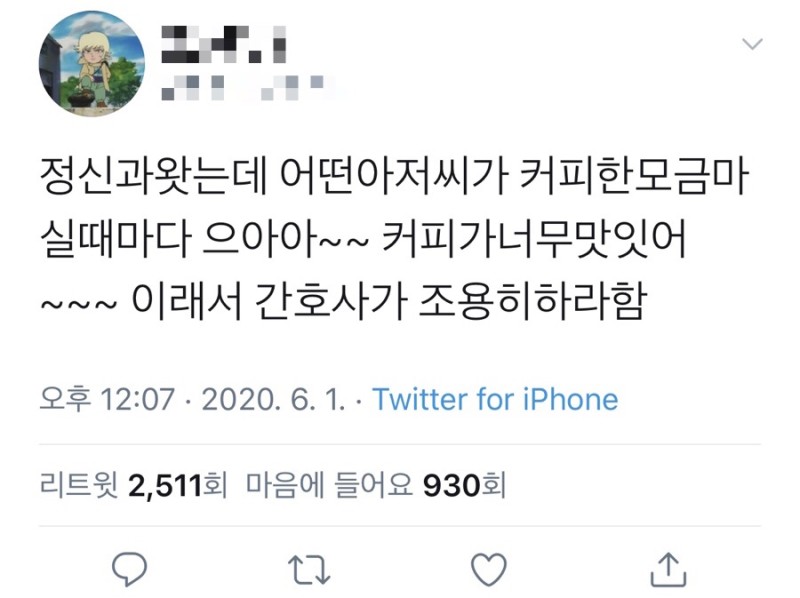 정신과왓는데 어떤아저씨가 커피한모금마
실때마다 으아아~~ 커피가너무맛잇어
~~~ 이래서 간호사가 조용히하라함
오후 12:07 · 2020. 6. 1. · Twitter for iPhone
리트윗 2,511회 마음에 들어요 930회